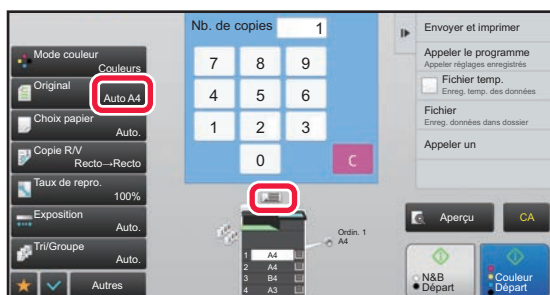 Nb. de copies 1
Mode couleur
Couleurs
Original
Auto A4
Choix papier
Auto.
Copie R/V
Recto→Recto
Taux de repro.
100%
Exposition
Auto.
Tri/Groupe
Auto.
Autres
7 8 9
4 5 6
1 2 3
0 C
Ordin. 1
A4
1 A4
2 A4
3 B4
4 A3
Envoyer et imprimer
Appeler le programme
Appeler réglages enregistrés
Fichier temp.
Enreg. temp. des données
Fichier
Enreg. données dans dossier
Appeler un
Aperçu
CA
N&B
Départ
Couleur
Départ